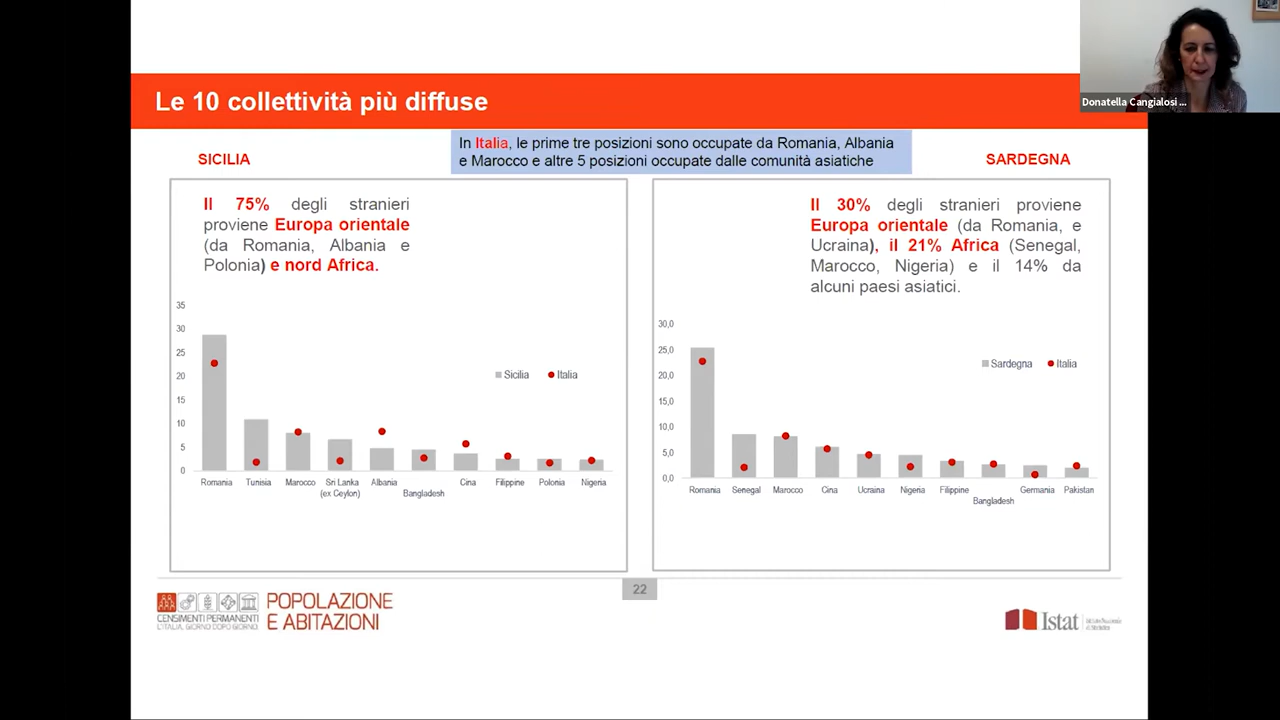 Donatella Cangialosi ...
Le 10 collettività più diffuse
In Italia, le prime tre posizioni sono occupate da Romania, Albania
e Marocco e altre 5 posizioni occupate dalle comunità asiatiche
SICILIA
Il 75% degli stranieri
proviene Europa orientale
(da Romania, Albania e
Polonia) e nord Africa.
35
30
25
20
15
10
5
0
Sicilia
Italia
Romania
Tunisia
Marocco
Sri Lanka
(ex Ceylon)
Albania
Bangladesh
Cina
Filippine
Polonia
Nigeria
SARDEGNA
Il 30% degli stranieri proviene
Europa orientale (da Romania, e
Ucraina), il 21% Africa (Senegal,
Marocco, Nigeria) e il 14% da
alcuni paesi asiatici.
30,0
25,0
20,0
15,0
10,0
5,0
0,0
Sardegna
Italia
Romania
Senegal
Marocco
Cina
Ucraina
Nigeria
Filippine
Bangladesh
Germania
Pakistan
22
CENSIMENTI PERMANENTI
L'ITALIA, GIORNO DOPO GIORNO.
POPOLAZIONE
E ABITAZIONI
Istat